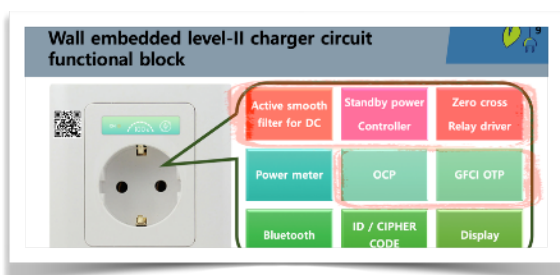 Wall embedded level-II charger circuit
functional block
9
Active smooth
filter for DC
Standby power
Controller
Zero cross
Relay driver
Power meter
OCP
GFCI OTP
Bluetooth
ID / CIPHER
CODE
Display